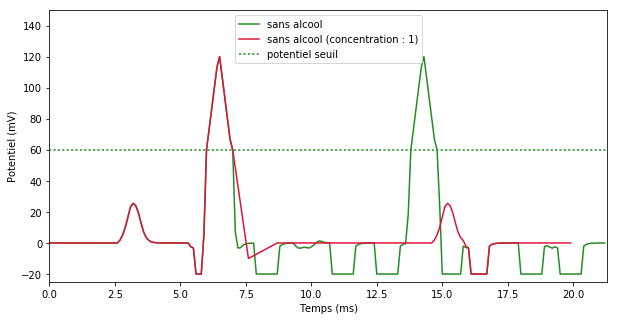 140
120
100
80
60
40
20
0
−20
Potentiel (mV)
sans alcool
sans alcool (concentration : 1)
potentiel seuil
0.0 2.5 5.0 7.5 10.0 12.5 15.0 17.5 20.0
Temps (ms)